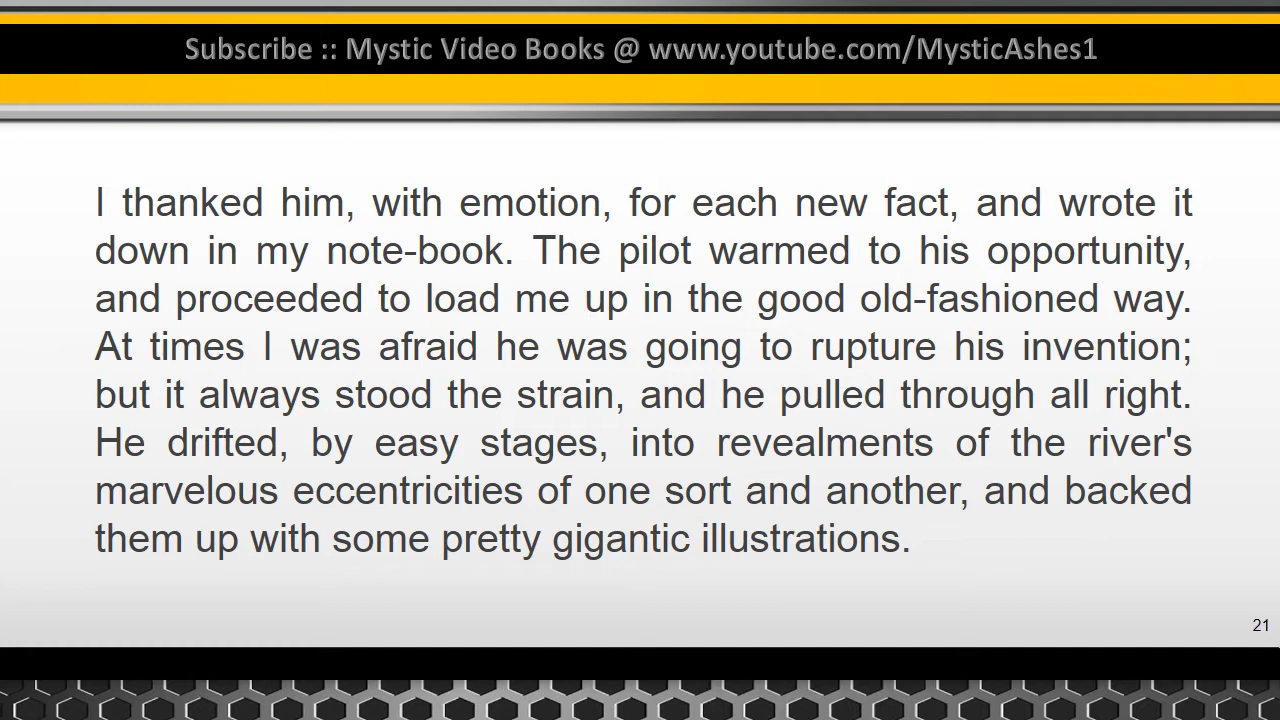 Subscribe :: Mystic Video Books @ www.youtube.com/MysticAshes1
I thanked him, with emotion, for each new fact, and wrote it
down in my note-book. The pilot warmed to his opportunity,
and proceeded to load me up in the good old-fashioned way.
At times I was afraid he was going to rupture his invention;
but it always stood the strain, and he pulled through all right.
He drifted, by easy stages, into revealments of the river's
marvelous eccentricities of one sort and another, and backed
them up with some pretty gigantic illustrations.
21